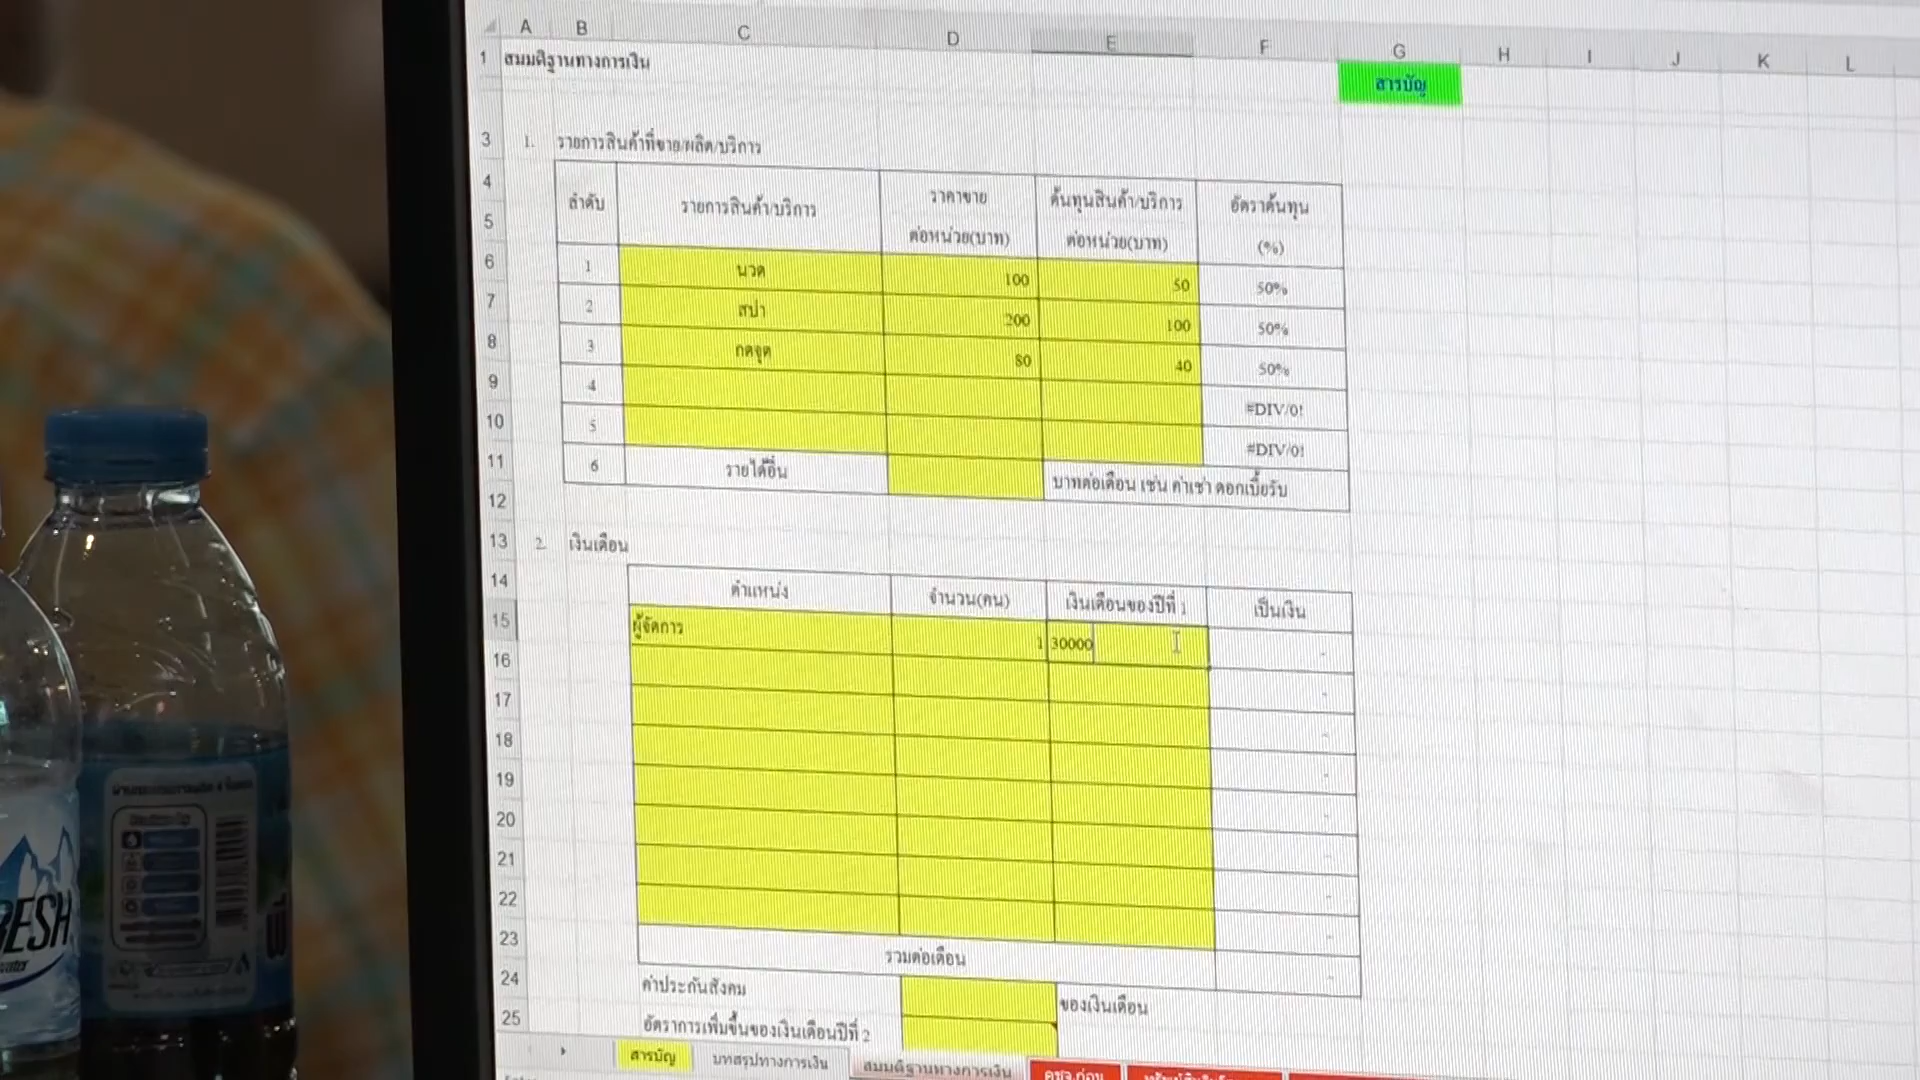 A B C D E F G H I J K L
1 สมมติฐานทางการเงิน สารบัญ
3 1. รายการสินค้าที่ขาย/ผลิต/บริการ
4 ลำดับ รายการสินค้า/บริการ ราคาขาย ต้นทุนสินค้า/บริการ อัตราต้นทุน
5 ต่อหน่วย(บาท) ต่อหน่วย(บาท) (%)
6 1 นวด 100 50 50%
7 2 สปา 200 100 50%
8 3 กดจุด 80 40 50%
9 4 #DIV/0!
10 5 #DIV/0!
11 6 รายได้อื่น บาทต่อเดือน เช่น ค่าเช่า ดอกเบี้ยรับ
12
13 2. เงินเดือน
14 ตำแหน่ง จำนวน(คน) เงินเดือนของปีที่ 1 เป็นเงิน
15 ผู้จัดการ 1 30000 -
16 -
17 -
18 -
19 -
20 -
21 -
22 -
23 รวมต่อเดือน -
24 ค่าประกันสังคม ของเงินเดือน
25 อัตราการเพิ่มขึ้นของเงินเดือนปีที่ 2
สารบัญ บทสรุปทางการเงิน สมมติฐานทางการเงิน
RESH
water